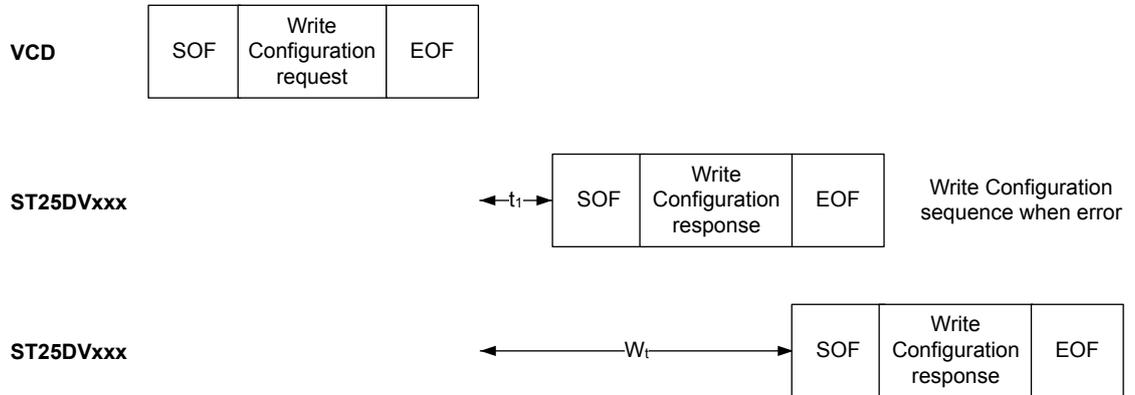 VCD
SOF
Write
Configuration
request
EOF
ST25DVxxx
t₁
SOF
Write
Configuration
response
EOF
Write Configuration
sequence when error
ST25DVxxx
Wₜ
SOF
Write
Configuration
response
EOF